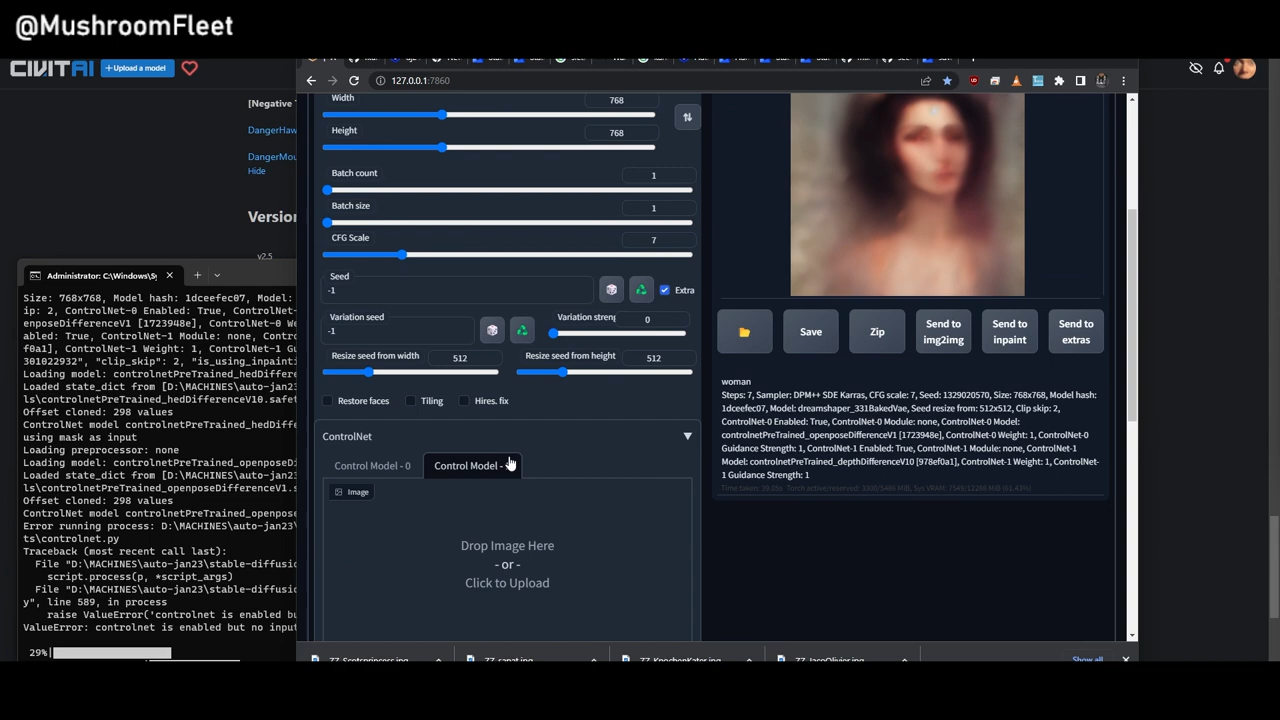 @MushroomFleet
CIVITAI
+ Upload a model
127.0.0.1:7860
[Negative
DangerHaw
DangerMou
Hide
Version
v2.5
Width
768
Height
768
Batch count
1
Batch size
1
CFG Scale
7
Seed
-1
Extra
Variation seed
-1
Variation streng
0
Resize seed from width
512
Resize seed from height
512
Restore faces
Tiling
Hires. fix
ControlNet
Control Model - 0
Control Model -
Image
Drop Image Here
- or -
Click to Upload
Save
Zip
Send to
img2img
Send to
inpaint
Send to
extras
woman
Steps: 7, Sampler: DPM++ SDE Karras, CFG scale: 7, Seed: 1329020570, Size: 768x768, Model hash:
1dceefec07, Model: dreamshaper_331BakedVae, Seed resize from: 512x512, Clip skip: 2,
ControlNet-0 Enabled: True, ControlNet-0 Module: none, ControlNet-0 Model:
controlnetPreTrained_openposeDifferenceV1 [1723948e], ControlNet-0 Weight: 1, ControlNet-0
Guidance Strength: 1, ControlNet-1 Enabled: True, ControlNet-1 Module: none, ControlNet-1
Model: controlnetPreTrained_depthDifferenceV10 [978ef0a1], ControlNet-1 Weight: 1, ControlNet-
1 Guidance Strength: 1
Administrator: C:\Windows\Sy
Size: 768x768, Model hash: 1dceefec07, Model:
ip: 2, ControlNet-0 Enabled: True, ControlNet-
enposeDifferenceV1 [1723948e], ControlNet-0 We
abled: True, ControlNet-1 Module: none, Contro
f0a1], ControlNet-1 Weight: 1, ControlNet-1 Gu
301022932", "clip_skip": 2, "is_using_inpainti
Loading model: controlnetPreTrained_hedDiffere
Loaded state_dict from [D:\MACHINES\auto-jan23
ls\controlnetPreTrained_hedDifferenceV10.safet
Offset cloned: 298 values
ControlNet model controlnetPreTrained_hedDiffe
using mask as input
Loading preprocessor: none
Loading model: controlnetPreTrained_openposeDi
Loaded state_dict from [D:\MACHINES\auto-jan23
ls\controlnetPreTrained_openposeDifferenceV1.s
Offset cloned: 298 values
ControlNet model controlnetPreTrained_openpose
Error running process: D:\MACHINES\auto-jan23\
ts\controlnet.py
Traceback (most recent call last):
File "D:\MACHINES\auto-jan23\stable-diffusio
script.process(p, *script_args)
File "D:\MACHINES\auto-jan23\stable-diffusio
y", line 589, in process
raise ValueError('controlnet is enabled bu
ValueError: controlnet is enabled but no input
29%
Show all